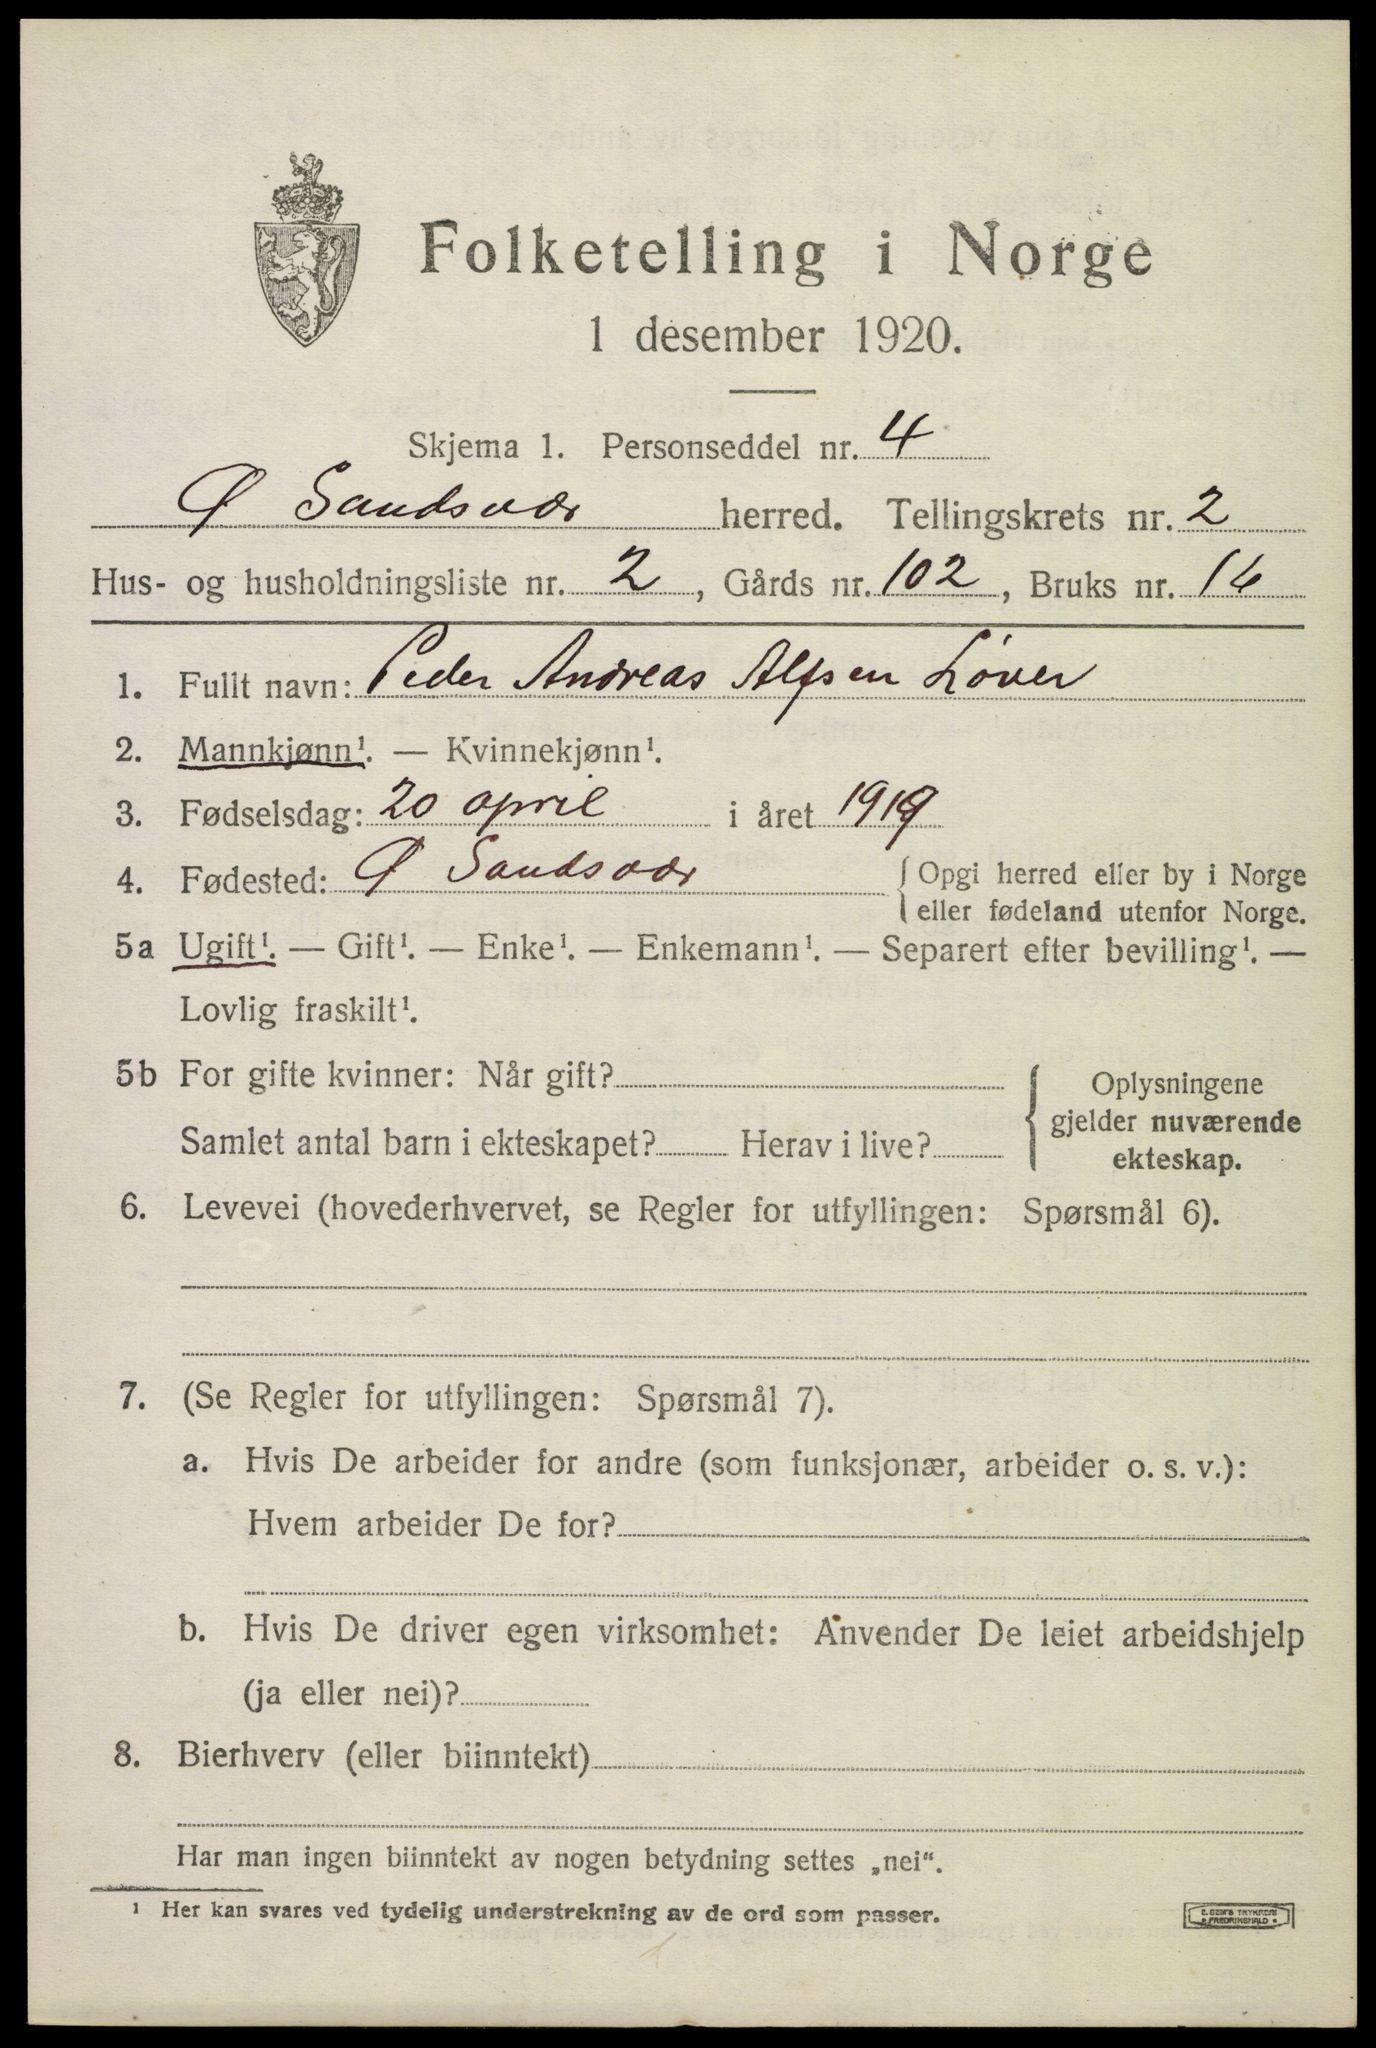 Folketelling i Norge
1 desember 1920.
Skjema 1. Personseddel nr. 4
Ø Sandsvær herred. Tellingskrets nr. 2
Hus- og husholdningsliste nr. 2, Gårds nr. 102, Bruks nr. 16
1. Fullt navn: Peder Andreas Alfsen Løver
2. Mannkjønn¹. — Kvinnekjønn¹.
3. Fødselsdag: 20 april i året 1919
4. Fødested: Ø Sandsvær { Opgi herred eller by i Norge
eller fødeland utenfor Norge.
5a Ugift¹. — Gift¹. — Enke¹. — Enkemann¹. — Separert efter bevilling¹. —
Lovlig fraskilt¹.
5b For gifte kvinner: Når gift?
Samlet antal barn i ekteskapet? Herav i live?
{ Oplysningene
gjelder nuværende
ekteskap.
6. Levevei (hovederhvervet, se Regler for utfyllingen: Spørsmål 6).
7. (Se Regler for utfyllingen: Spørsmål 7).
a. Hvis De arbeider for andre (som funksjonær, arbeider o. s. v.):
Hvem arbeider De for?
b. Hvis De driver egen virksomhet: Anvender De leiet arbeidshjelp
(ja eller nei)?
8. Bierhverv (eller biinntekt)
Har man ingen biinntekt av nogen betydning settes „nei“.
¹ Her kan svares ved tydelig understrekning av de ord som passer.